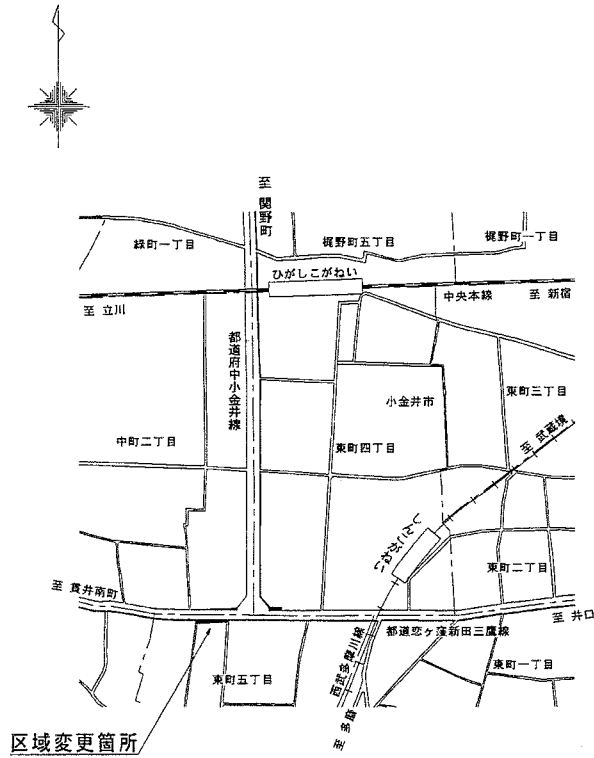 至 関野町
緑町一丁目
梶野町五丁目
梶野町一丁目
ひがしこがねい
至 立川
中央本線
至 新宿
都道府中小金井線
小金井市
東町三丁目
中町二丁目
東町四丁目
至 武蔵境
しんこがねい
東町二丁目
至 貫井南町
至 井口
都道恋ヶ窪新田三鷹線
東町五丁目
西武多摩川線
東町一丁目
至 多磨
区域変更箇所